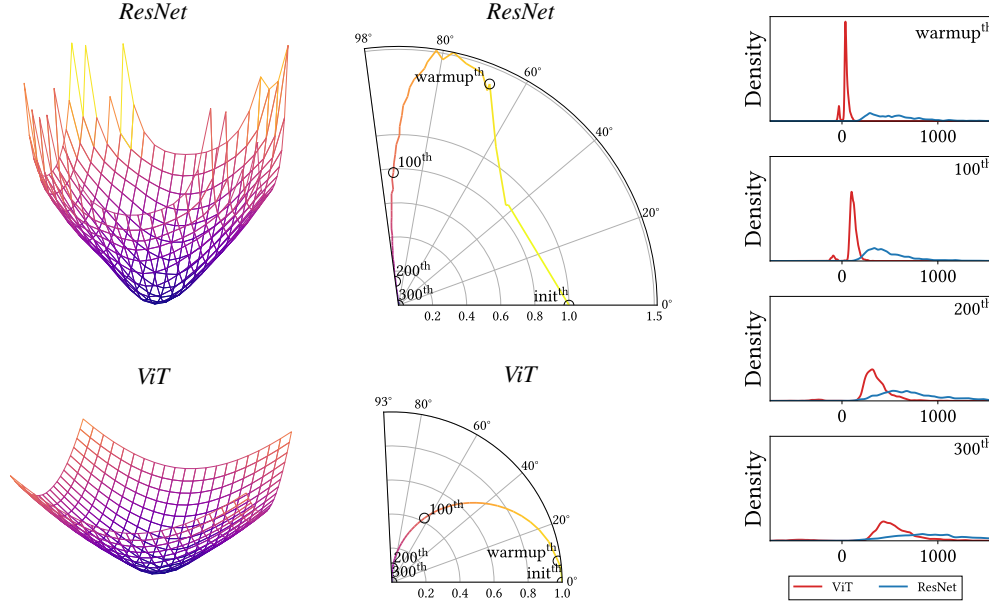 ResNet
ResNet
98°
80°
60°
40°
20°
0°
warmup^th
100^th
200^th
300^th
init^th
0.2 0.4 0.6 0.8 1.0 1.5
ViT
ViT
93°
80°
60°
40°
20°
0°
100^th
warmup^th
200^th
300^th
init^th
0.2 0.4 0.6 0.8 1.0
Density
warmup^th
0 1000
Density
100^th
0 1000
Density
200^th
0 1000
Density
300^th
0 1000
ViT ResNet